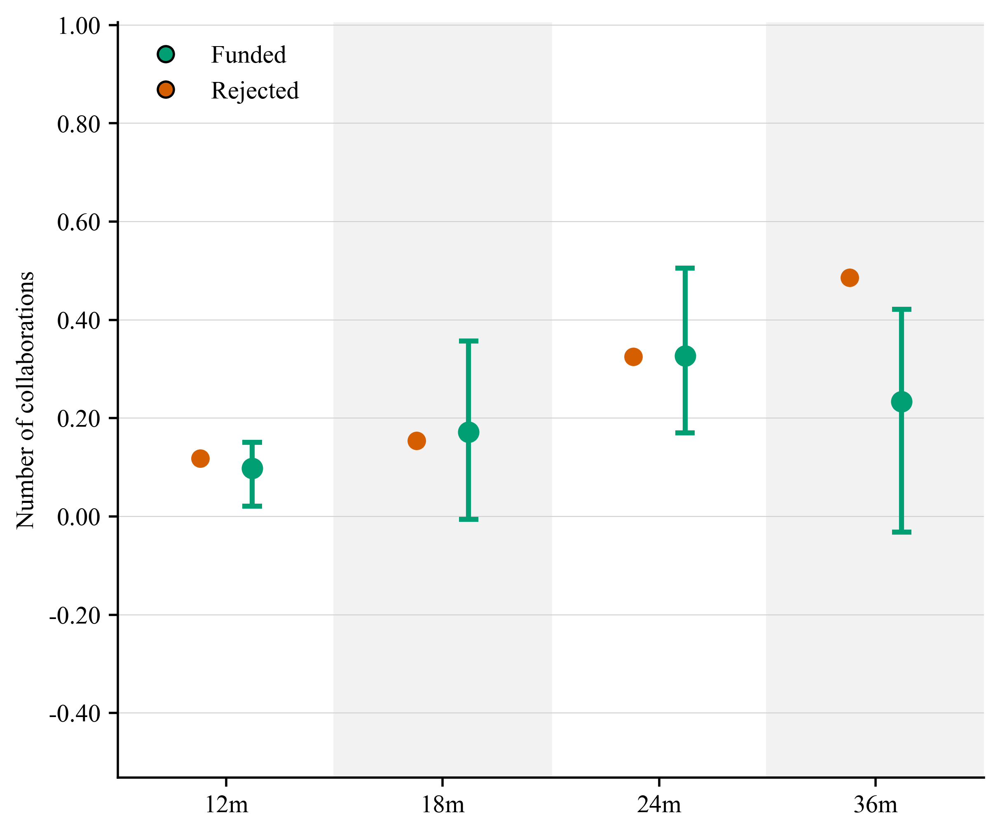 1.00
Funded
Rejected
0.80
0.60
0.40
0.20
0.00
-0.20
-0.40
Number of collaborations
12m
18m
24m
36m